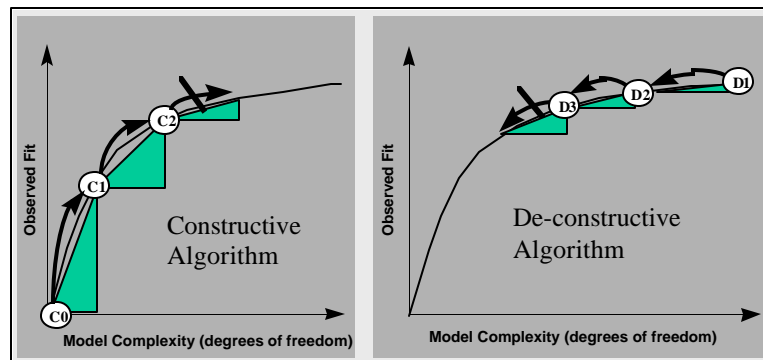 Observed Fit
C0
C1
C2
Constructive
Algorithm
Model Complexity (degrees of freedom)
Observed Fit
D3
D2
D1
De-constructive
Algorithm
Model Complexity (degrees of freedom)